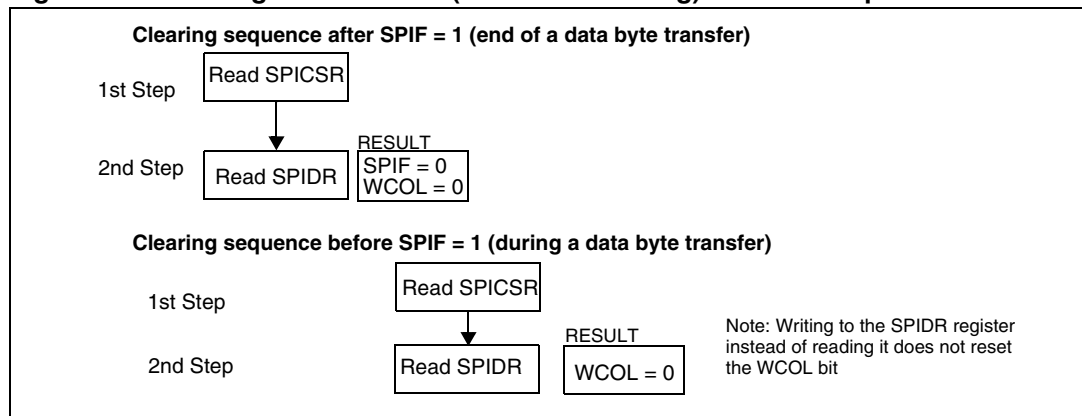 Clearing sequence after SPIF = 1 (end of a data byte transfer)
1st Step
Read SPICSR
2nd Step
Read SPIDR
RESULT
SPIF = 0
WCOL = 0
Clearing sequence before SPIF = 1 (during a data byte transfer)
1st Step
Read SPICSR
2nd Step
Read SPIDR
RESULT
WCOL = 0
Note: Writing to the SPIDR register
instead of reading it does not reset
the WCOL bit